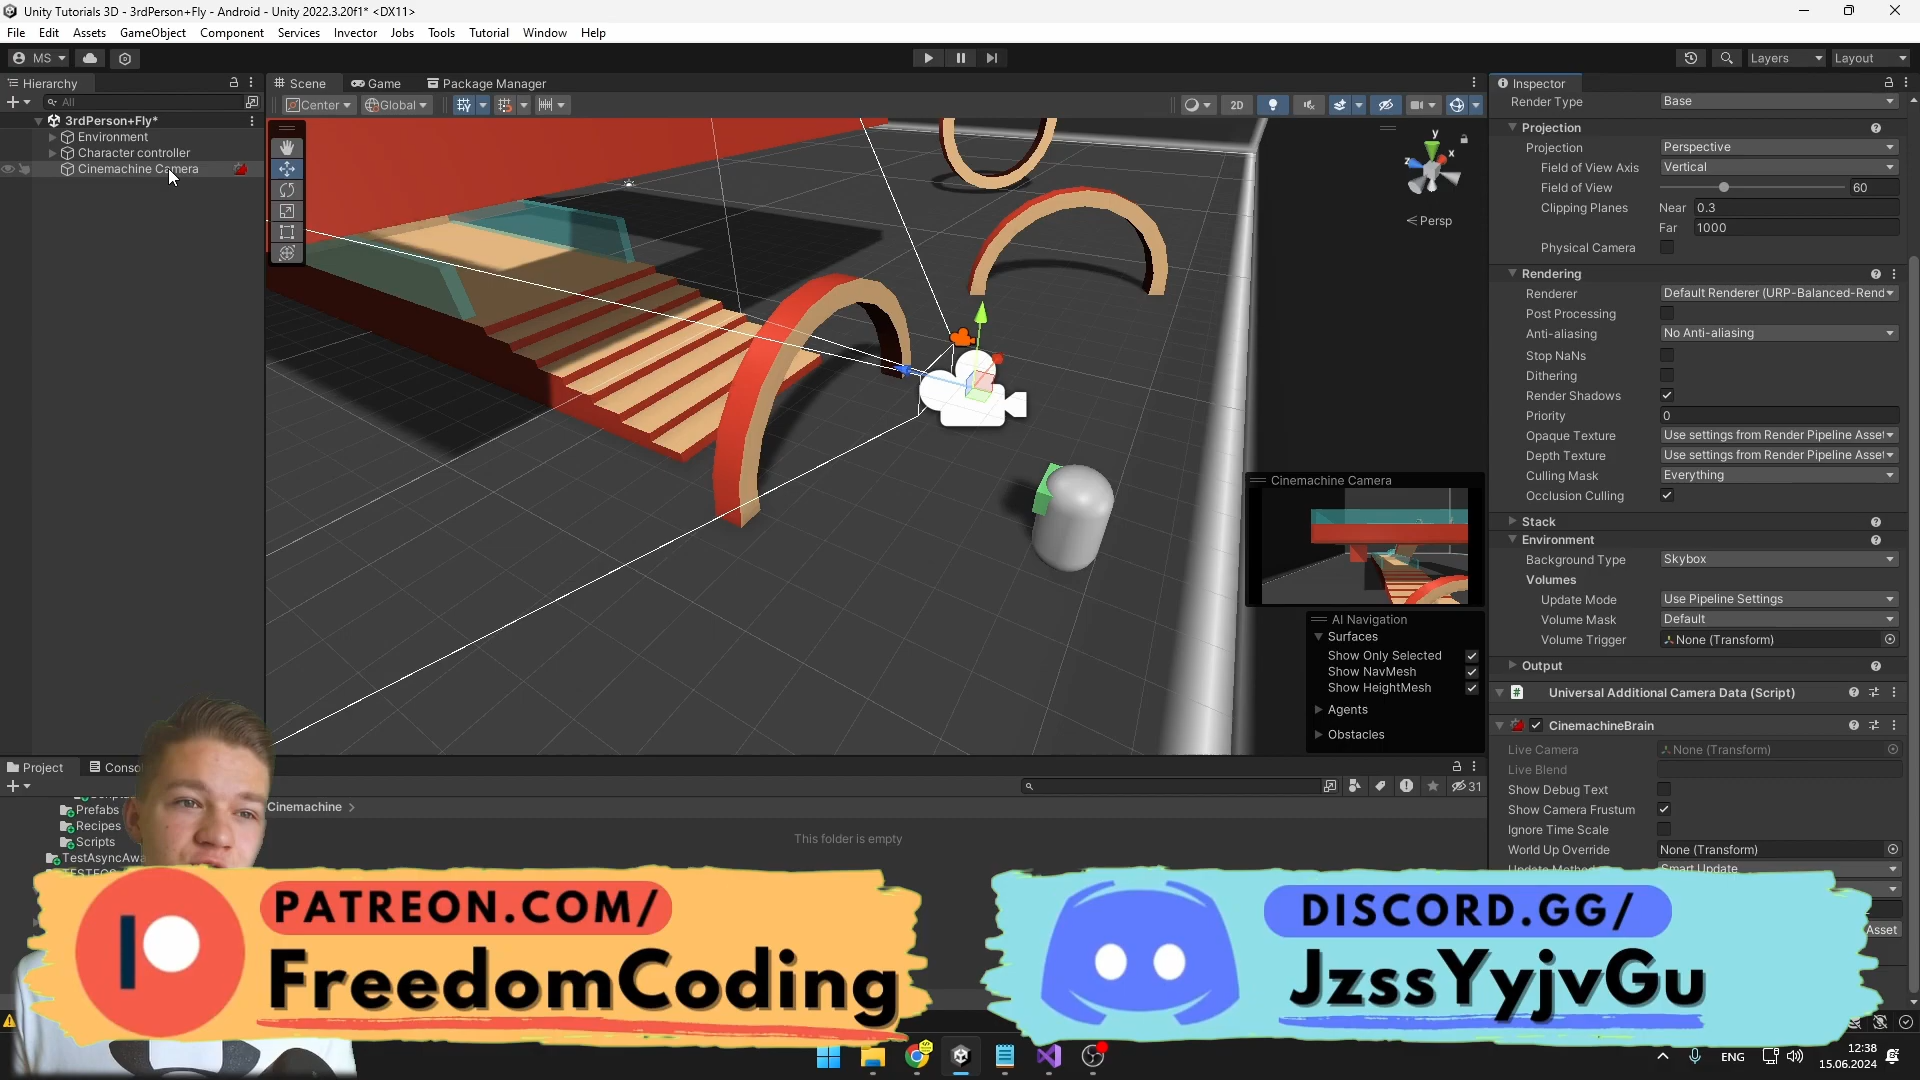 Unity Tutorials 3D - 3rdPerson+Fly - Android - Unity 2022.3.20f1* <DX11>
File Edit Assets GameObject Component Services Invector Jobs Tools Tutorial Window Help
MS
Layers
Layout
Hierarchy
All
3rdPerson+Fly*
Environment
Character controller
Cinemachine Camera
Scene
Game
Package Manager
Center
Global
2D
y
x
z
< Persp
Cinemachine Camera
AI Navigation
Surfaces
Show Only Selected
Show NavMesh
Show HeightMesh
Agents
Obstacles
Inspector
Render Type Base
Projection
Projection Perspective
Field of View Axis Vertical
Field of View 60
Clipping Planes Near 0.3
Far 1000
Physical Camera
Rendering
Renderer Default Renderer (URP-Balanced-Rend
Post Processing
Anti-aliasing No Anti-aliasing
Stop NaNs
Dithering
Render Shadows
Priority 0
Opaque Texture Use settings from Render Pipeline Asset
Depth Texture Use settings from Render Pipeline Asset
Culling Mask Everything
Occlusion Culling
Stack
Environment
Background Type Skybox
Volumes
Update Mode Use Pipeline Settings
Volume Mask Default
Volume Trigger None (Transform)
Output
# Universal Additional Camera Data (Script)
CinemachineBrain
Live Camera None (Transform)
Live Blend
Show Debug Text
Show Camera Frustum
Ignore Time Scale
World Up Override None (Transform)
Update Method Smart Update
Asset
Project
Conso
31
Prefabs
Recipes
Scripts
TestAsyncAwa
Cinemachine >
This folder is empty
PATREON.COM/
FreedomCoding
DISCORD.GG/
JzssYyjvGu
ENG
12:38
15.06.2024